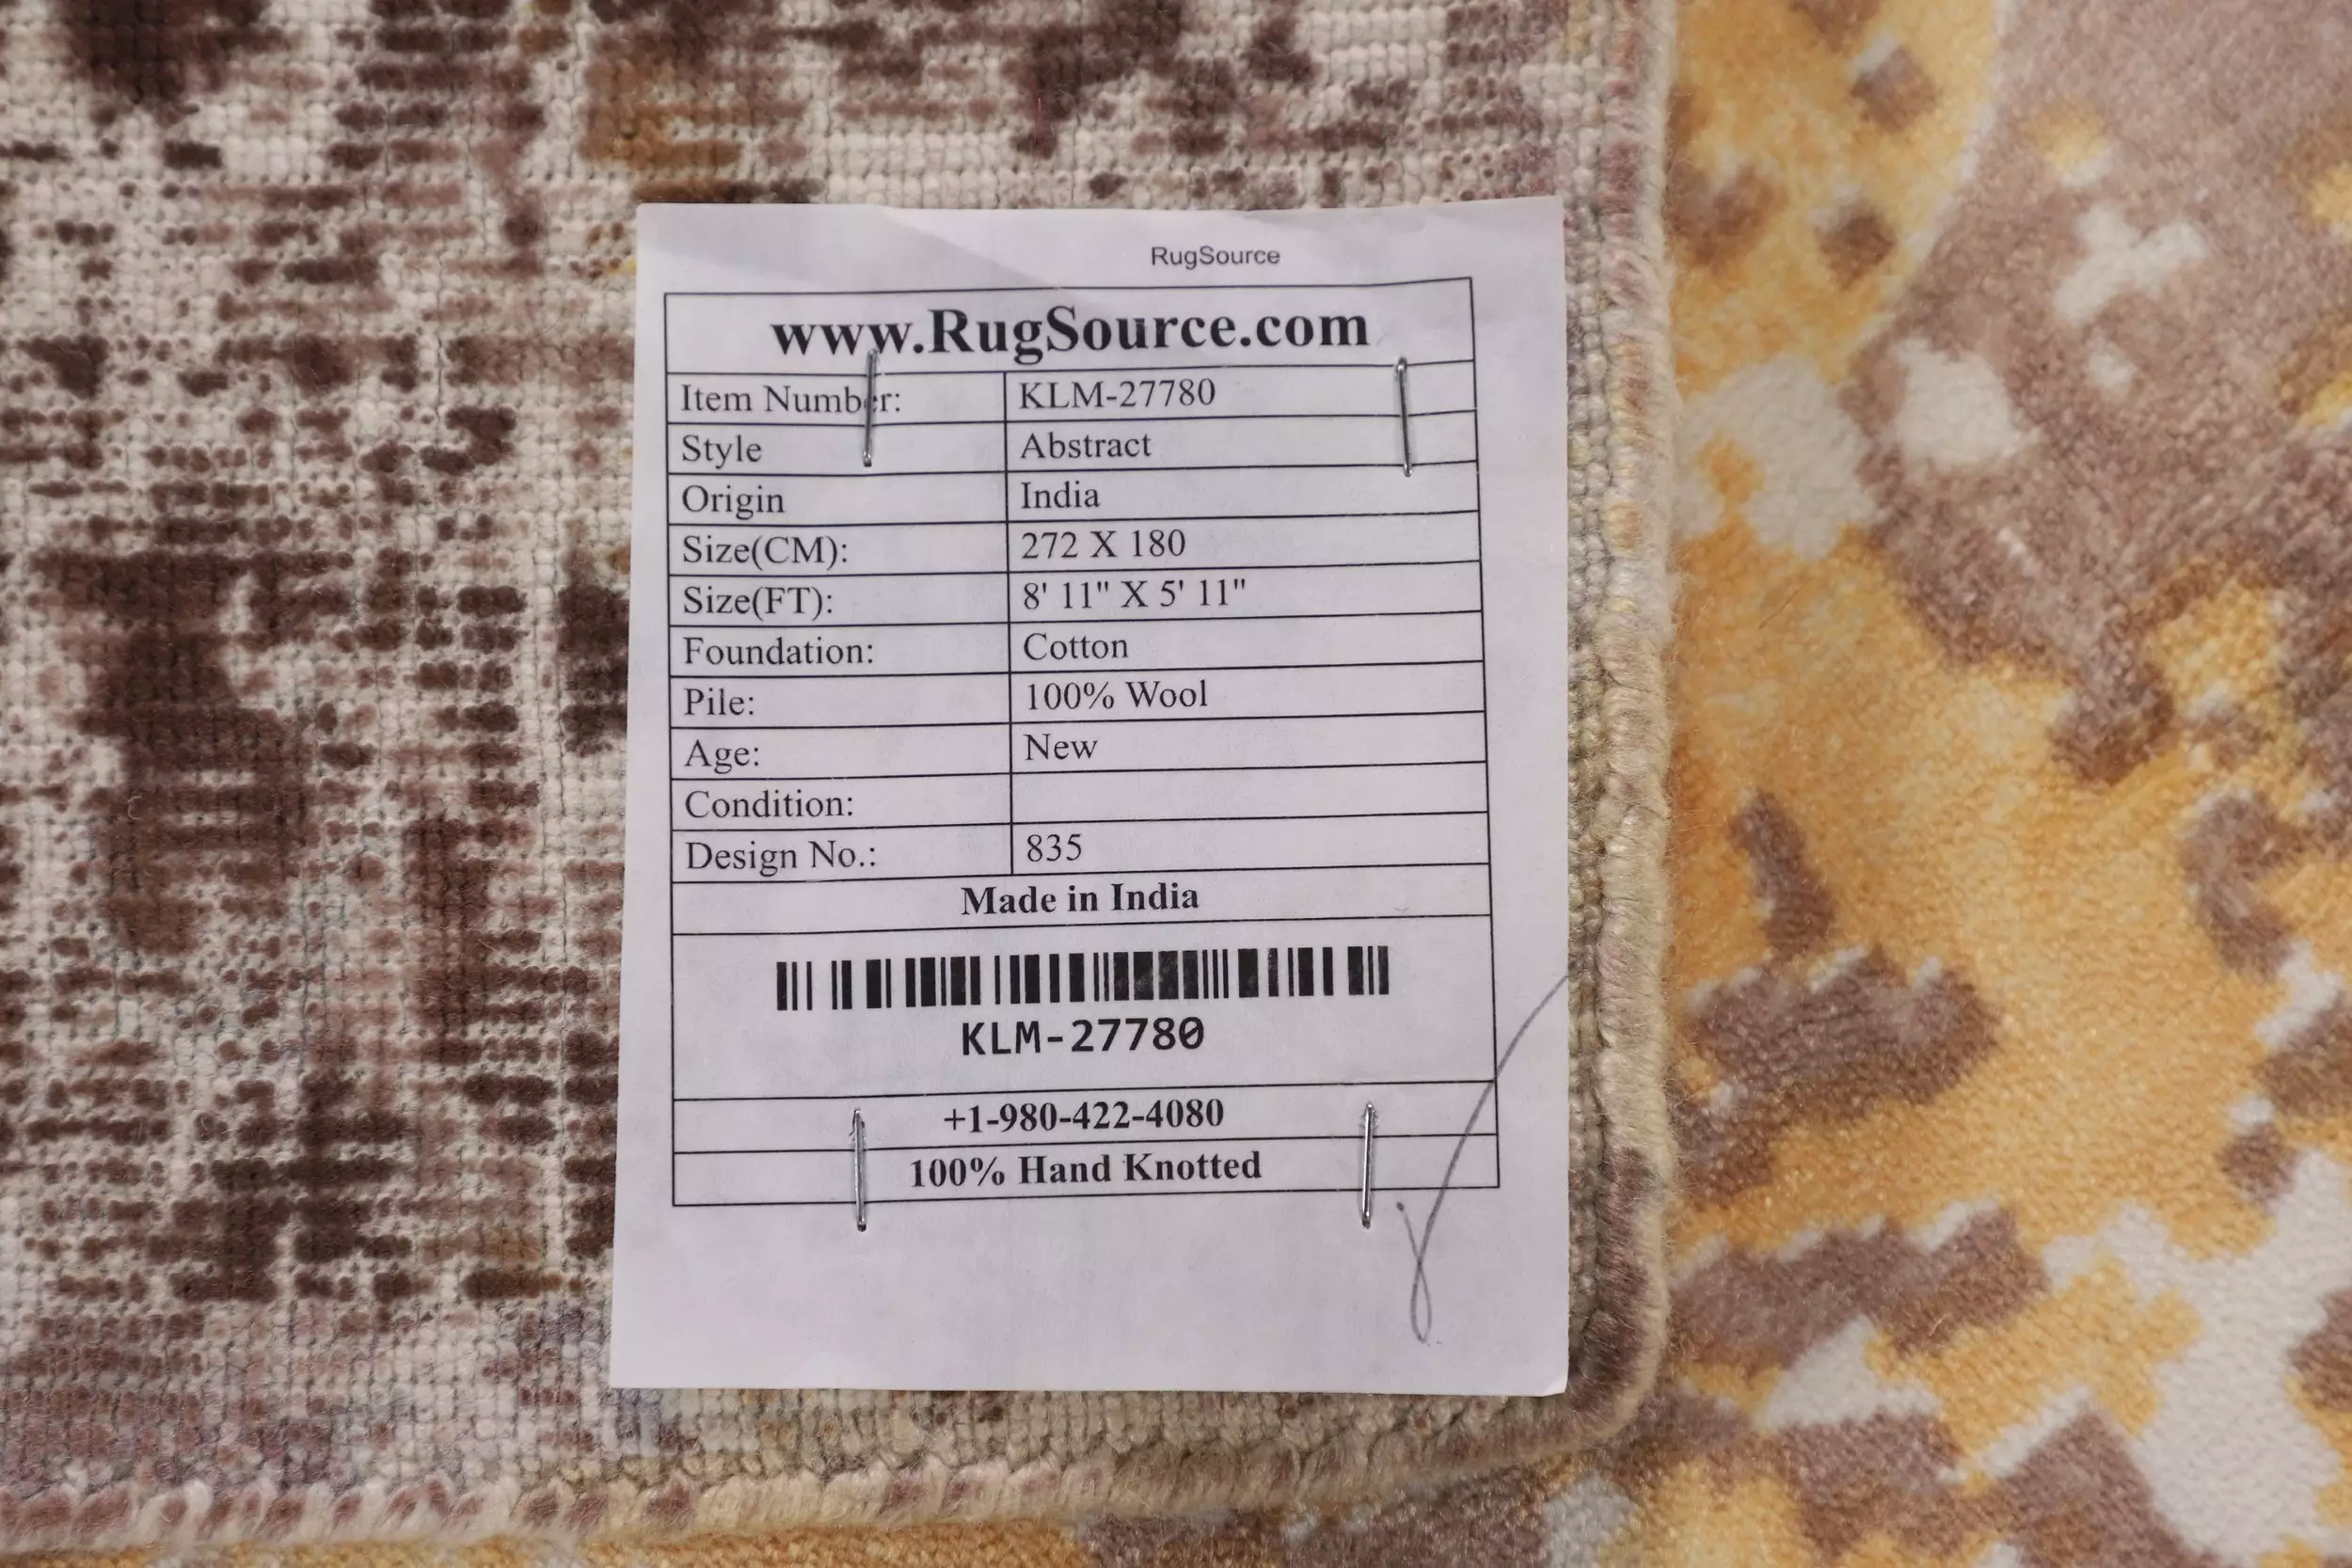 RugSource
www.RugSource.com
Item Number: KLM-27780
Style Abstract
Origin India
Size(CM): 272 X 180
Size(FT): 8' 11" X 5' 11"
Foundation: Cotton
Pile: 100% Wool
Age: New
Condition:
Design No.: 835
Made in India
KLM-27780
+1-980-422-4080
100% Hand Knotted